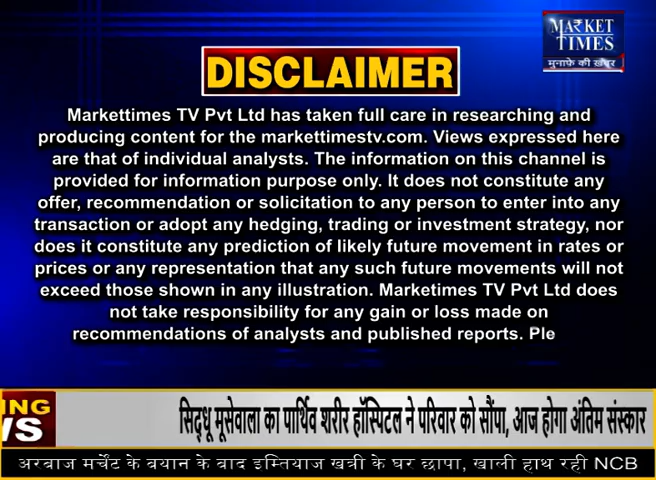 MARKET
TIMES
मुनाफे की ख़बर
DISCLAIMER
Markettimes TV Pvt Ltd has taken full care in researching and
producing content for the markettimestv.com. Views expressed here
are that of individual analysts. The information on this channel is
provided for information purpose only. It does not constitute any
offer, recommendation or solicitation to any person to enter into any
transaction or adopt any hedging, trading or investment strategy, nor
does it constitute any prediction of likely future movement in rates or
prices or any representation that any such future movements will not
exceed those shown in any illustration. Marketimes TV Pvt Ltd does
not take responsibility for any gain or loss made on
recommendations of analysts and published reports. Ple
ING
WS
सिद्धू मूसेवाला का पार्थिव शरीर हॉस्पिटल ने परिवार को सौंपा, आज होगा अंतिम संस्कार
अरबाज मर्चेंट के बयान के बाद इम्तियाज खत्री के घर छापा, खाली हाथ रही NCB